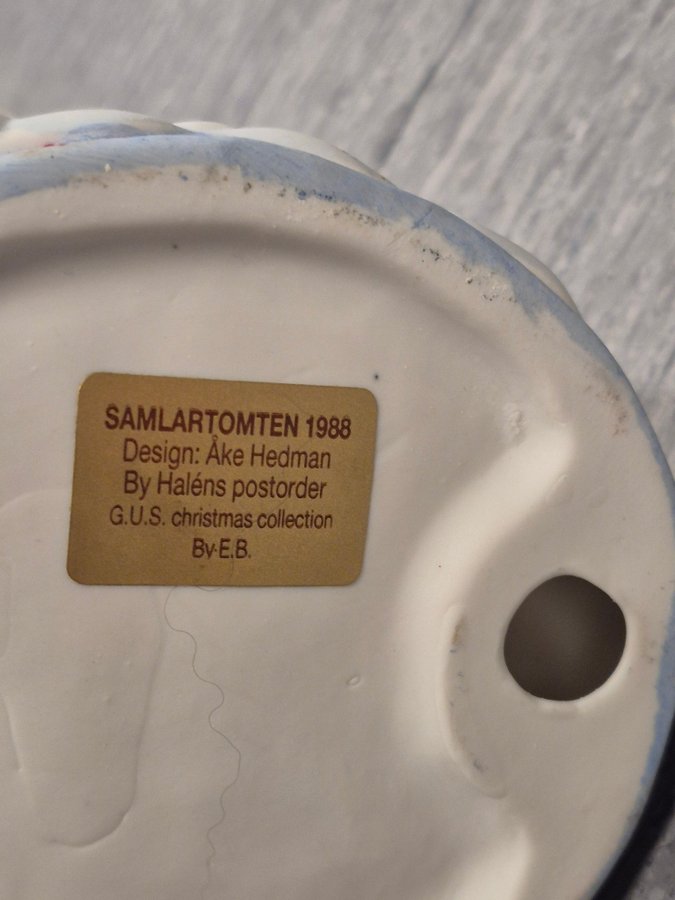 SAMLARTOMTEN 1988
Design: Åke Hedman
By Haléns postorder
G.U.S. christmas collection
By E.B.